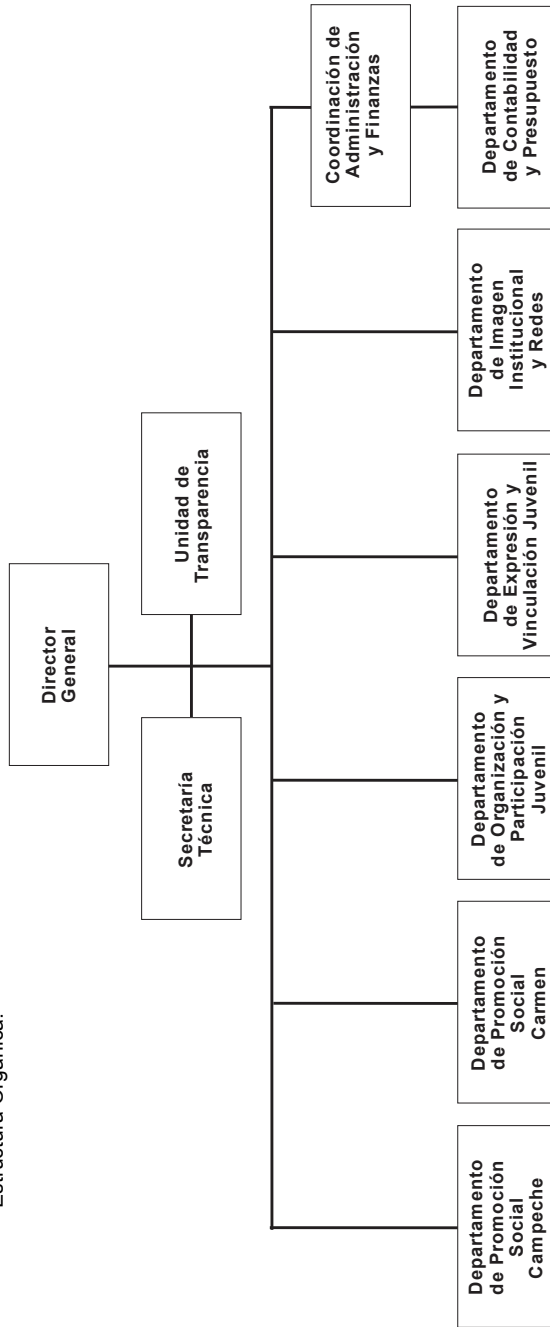 Estructura Orgánica:
Director
General
Secretaría
Técnica
Unidad de
Transparencia
Coordinación de
Administración
y Finanzas
Departamento
de Promoción
Social
Campeche
Departamento
de Promoción
Social
Carmen
Departamento
de Organización y
Participación
Juvenil
Departamento
de Expresión y
Vinculación Juvenil
Departamento
de Imagen
Institucional
y Redes
Departamento
de Contabilidad
y Presupuesto